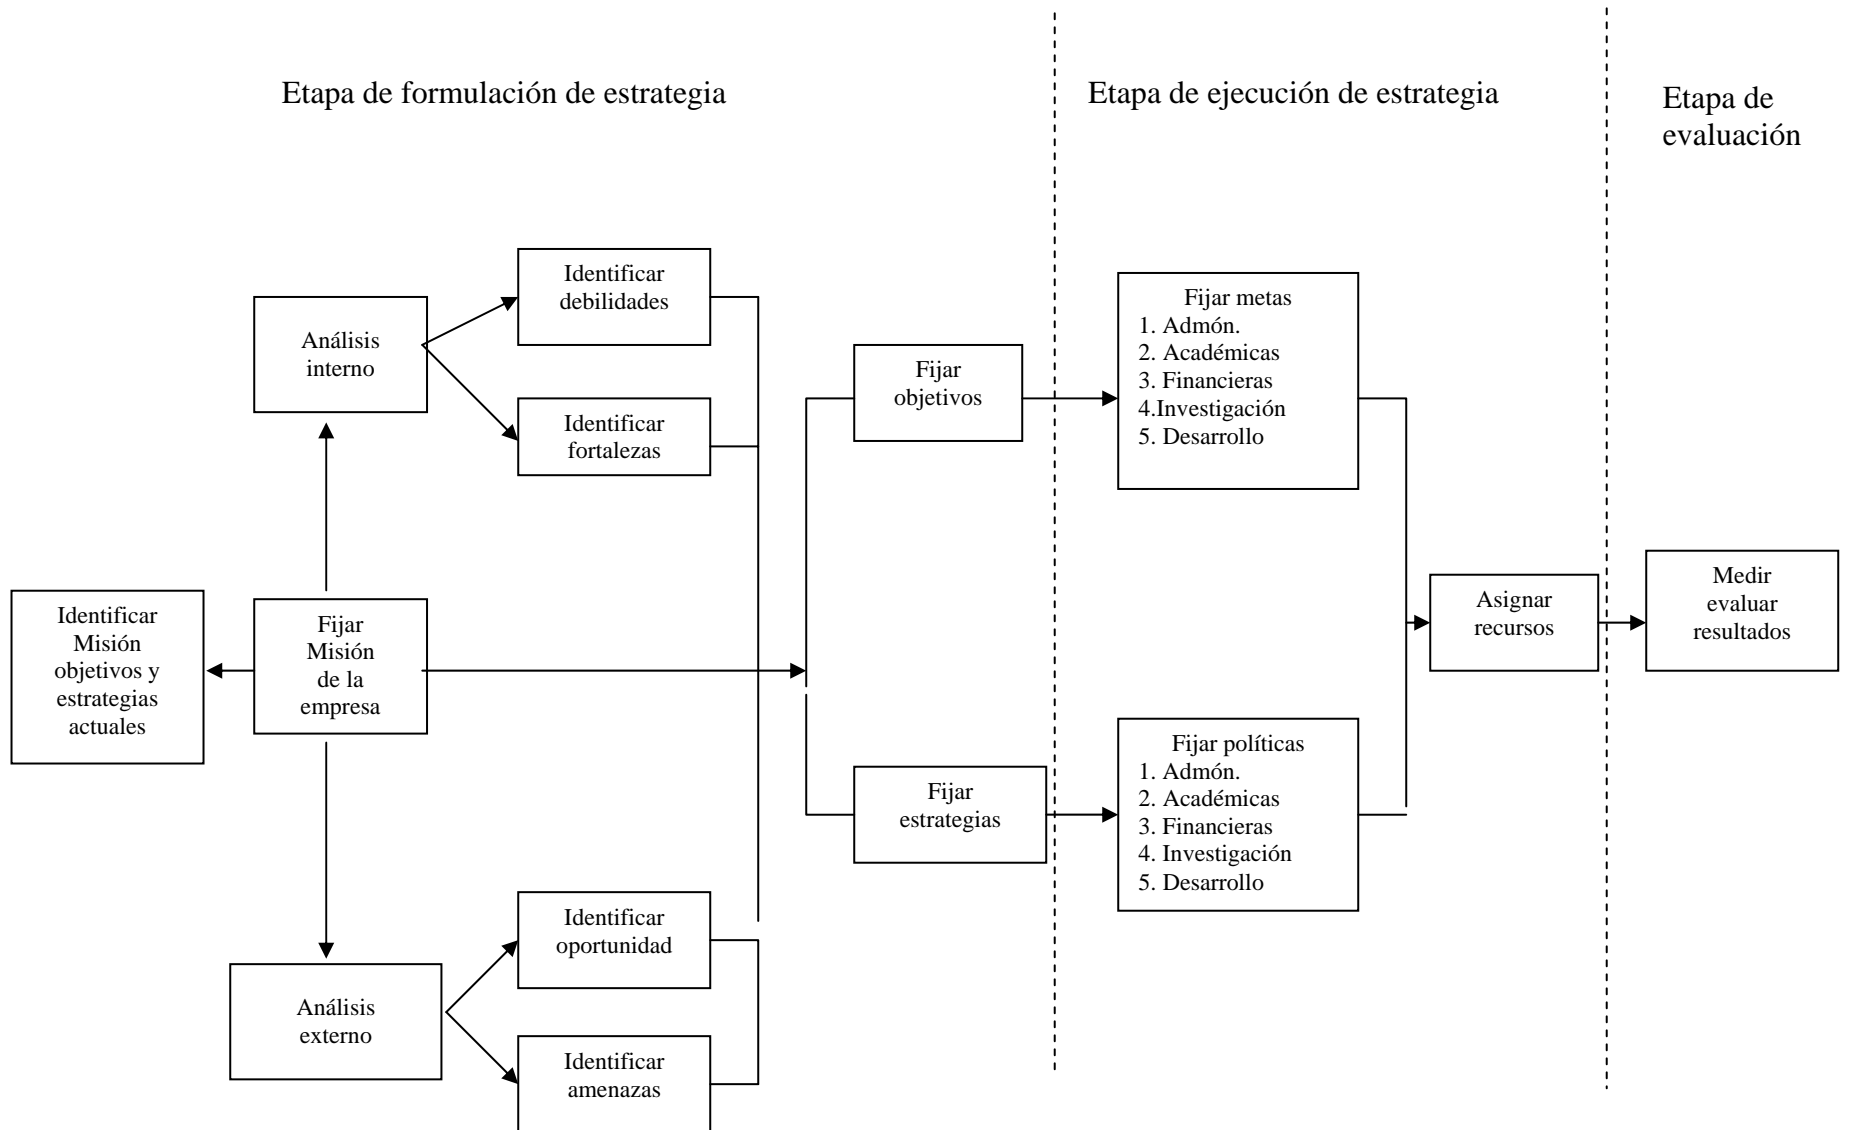 Etapa de formulación de estrategia
Etapa de ejecución de estrategia
Etapa de
evaluación
Identificar
debilidades
Análisis
interno
Identificar
fortalezas
Identificar
Misión
objetivos y
estrategias
actuales
Fijar
Misión
de la
empresa
Análisis
externo
Identificar
oportunidad
Identificar
amenazas
Fijar
objetivos
Fijar
estrategias
Fijar metas
1. Admón.
2. Académicas
3. Financieras
4.Investigación
5. Desarrollo
Fijar políticas
1. Admón.
2. Académicas
3. Financieras
4. Investigación
5. Desarrollo
Asignar
recursos
Medir
evaluar
resultados